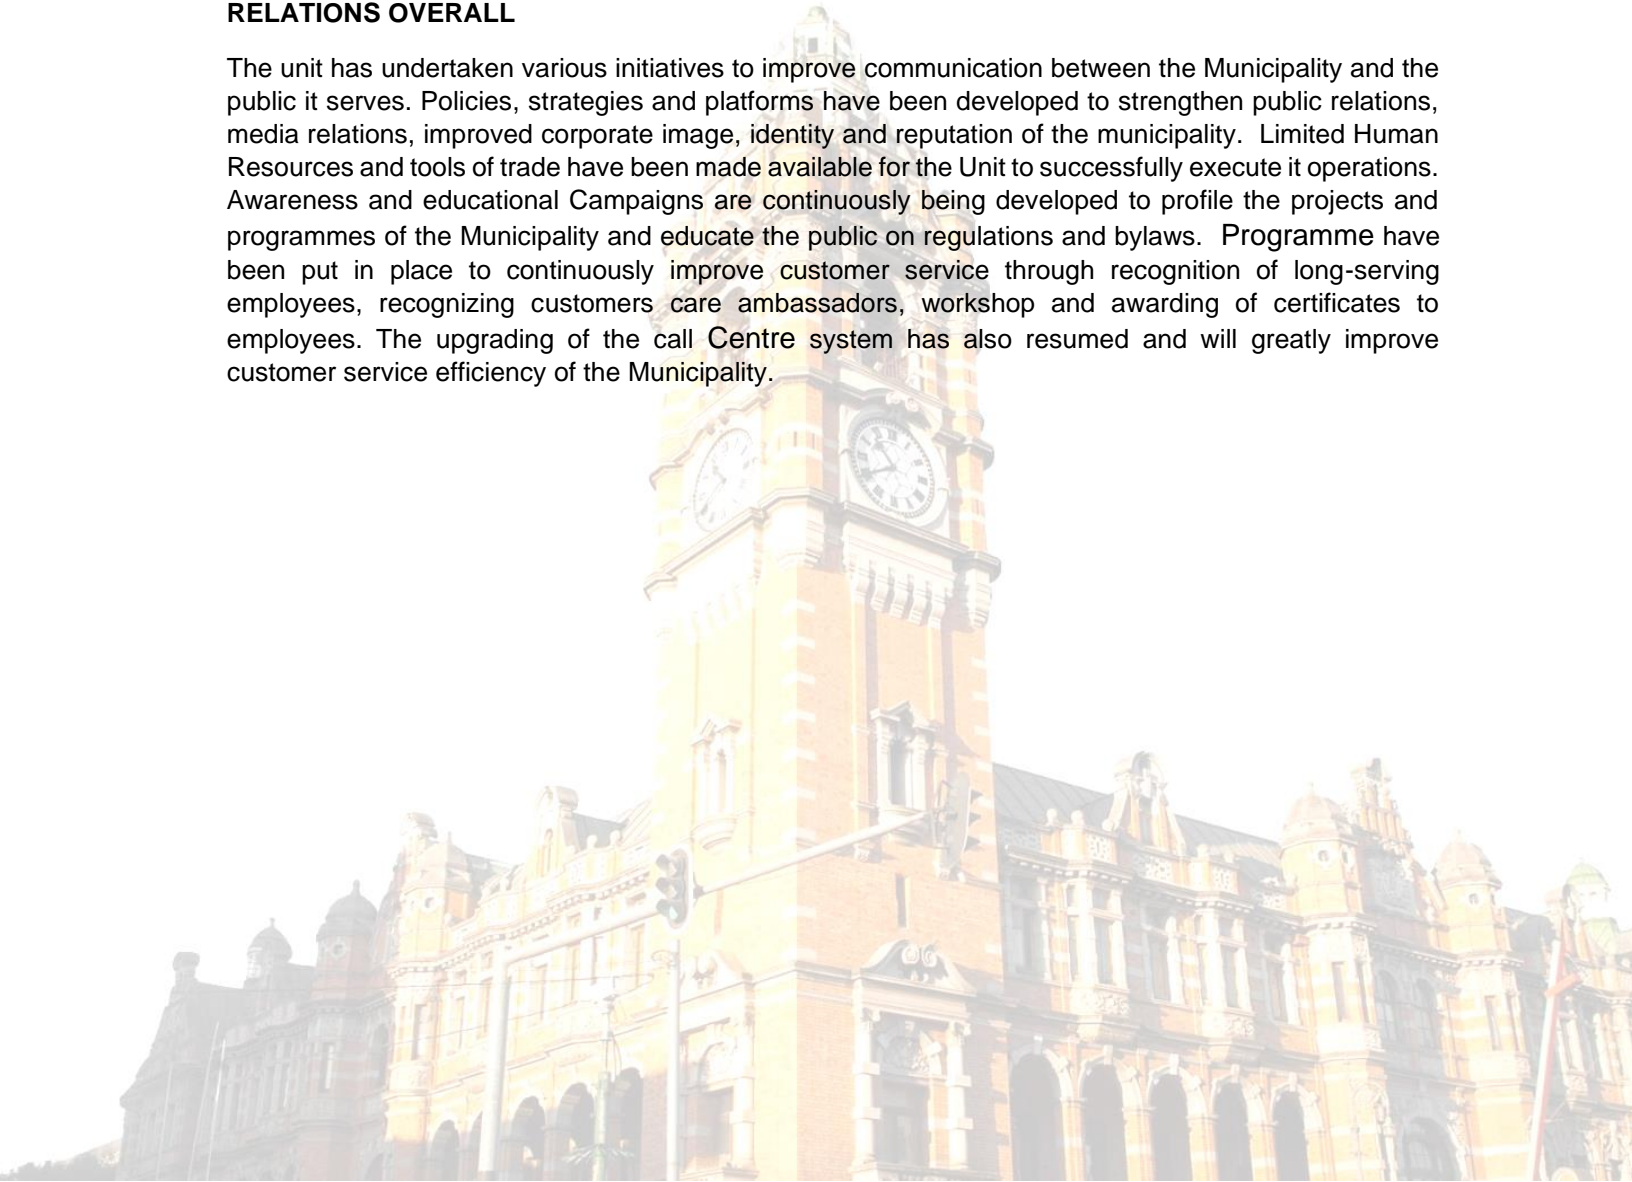 RELATIONS OVERALL
The unit has undertaken various initiatives to improve communication between the Municipality and the
public it serves. Policies, strategies and platforms have been developed to strengthen public relations,
media relations, improved corporate image, identity and reputation of the municipality.  Limited Human
Resources and tools of trade have been made available for the Unit to successfully execute it operations.
Awareness and educational Campaigns are continuously being developed to profile the projects and
programmes of the Municipality and educate the public on regulations and bylaws.  Programme have
been put in place to continuously improve customer service through recognition of long-serving
employees, recognizing customers care ambassadors, workshop and awarding of certificates to
employees. The upgrading of the call Centre system has also resumed and will greatly improve
customer service efficiency of the Municipality.